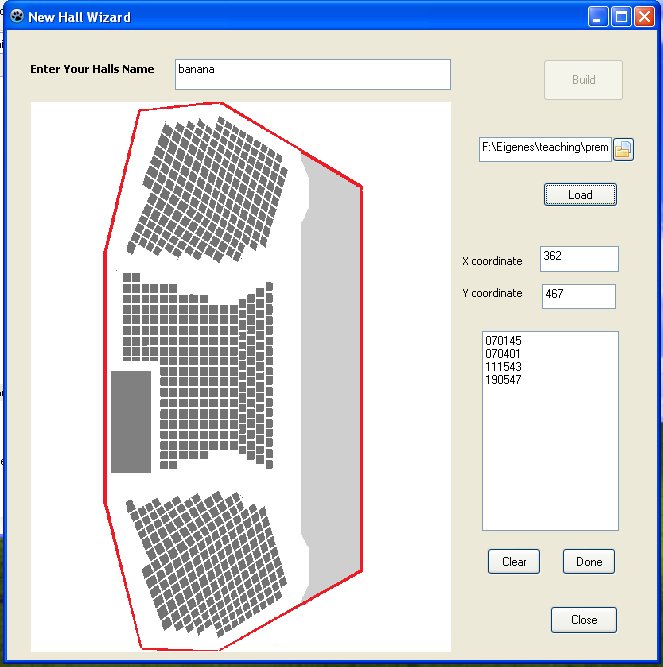 New Hall Wizard
Enter Your Halls Name
banana
Build
F:\Eigenes\teaching\prem
Load
X coordinate
362
Y coordinate
467
070145
070401
111543
190547
Clear
Done
Close